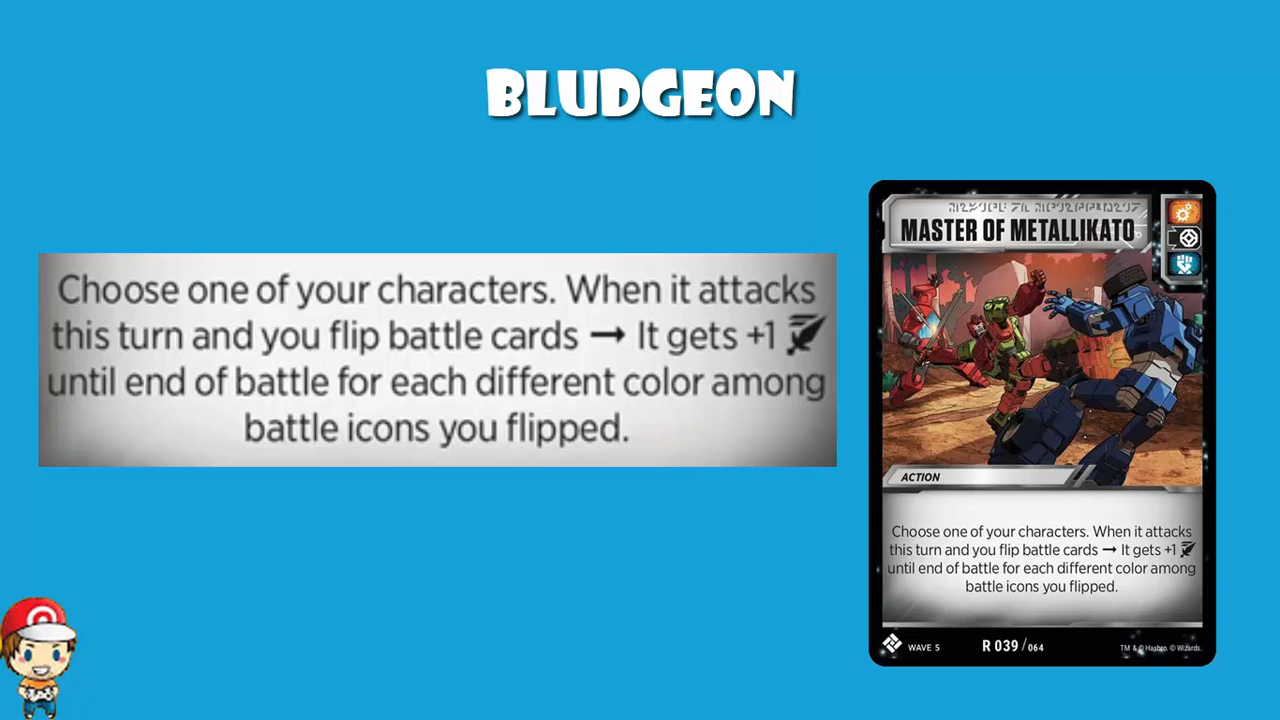 BLUDGEON
Choose one of your characters. When it attacks
this turn and you flip battle cards → It gets +1
until end of battle for each different color among
battle icons you flipped.
MASTER OF METALLIKATO
ACTION
Choose one of your characters. When it attacks
this turn and you flip battle cards → It gets +1
until end of battle for each different color among
battle icons you flipped.
WAVE 5
R 039/064
TM & © Hasbro. © Wizards.